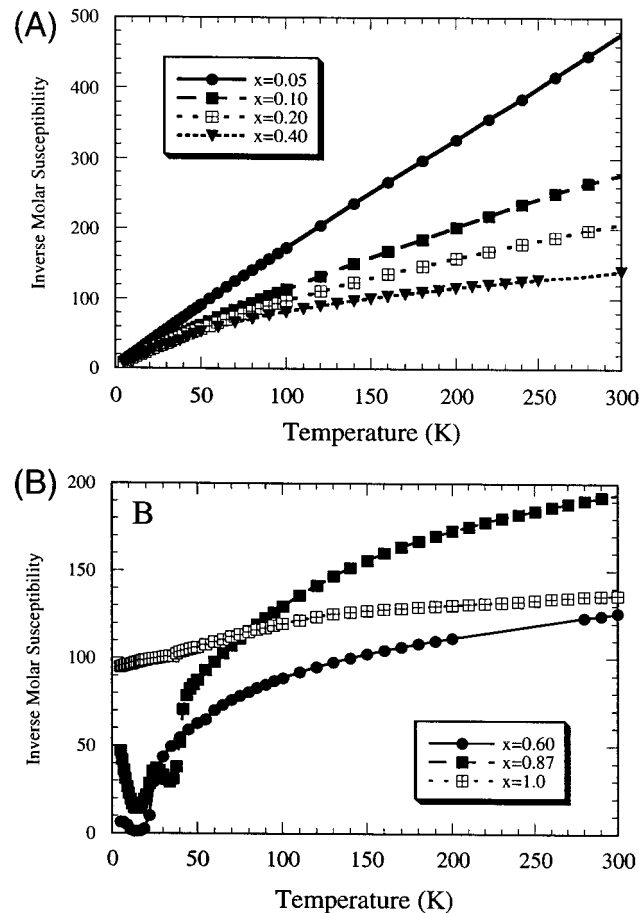 (A)
500
400
300
200
100
0
Inverse Molar Susceptibility
x=0.05
x=0.10
x=0.20
x=0.40
0 50 100 150 200 250 300
Temperature (K)
(B)
B
200
150
100
50
0
Inverse Molar Susceptibility
x=0.60
x=0.87
x=1.0
0 50 100 150 200 250 300
Temperature (K)